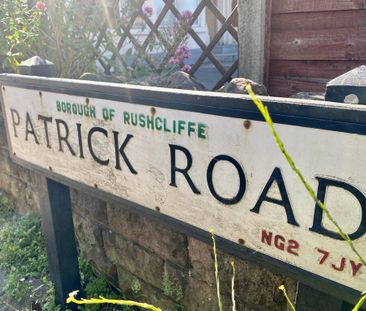 BOROUGH OF RUSHCLIFFE
PATRICK ROAD
NG2 7JY